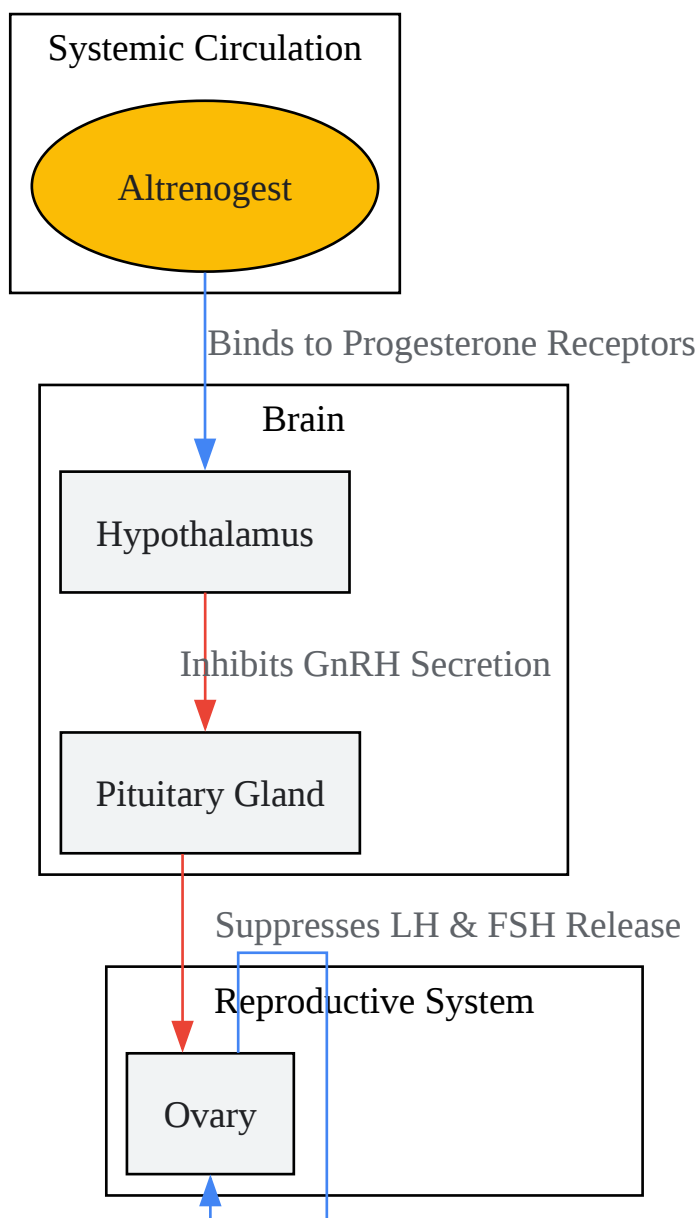 Systemic Circulation
Altrenogest
Binds to Progesterone Receptors
Brain
Hypothalamus
Inhibits GnRH Secretion
Pituitary Gland
Suppresses LH & FSH Release
Reproductive System
Ovary